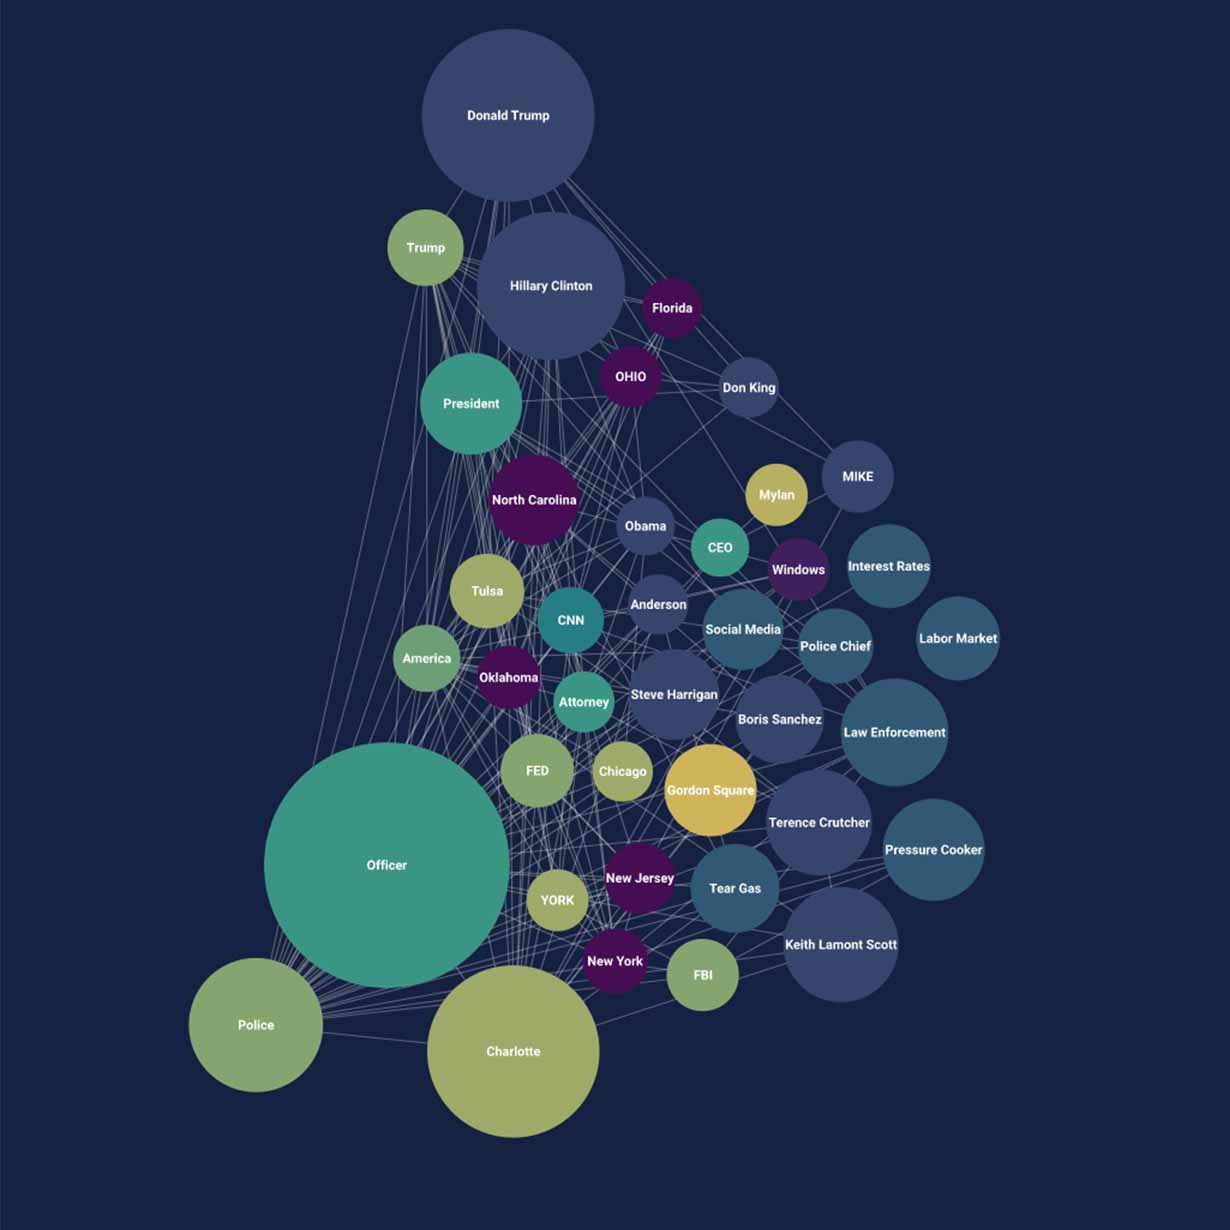 Donald Trump
Trump
Hillary Clinton
Florida
OHIO
Don King
President
MIKE
Mylan
North Carolina
Obama
CEO
Interest Rates
Windows
Tulsa
Anderson
CNN
Social Media
Labor Market
Police Chief
America
Oklahoma
Steve Harrigan
Attorney
Boris Sanchez
Law Enforcement
FED
Chicago
Gordon Square
Terence Crutcher
Pressure Cooker
Officer
New Jersey
Tear Gas
YORK
Keith Lamont Scott
New York
FBI
Police
Charlotte